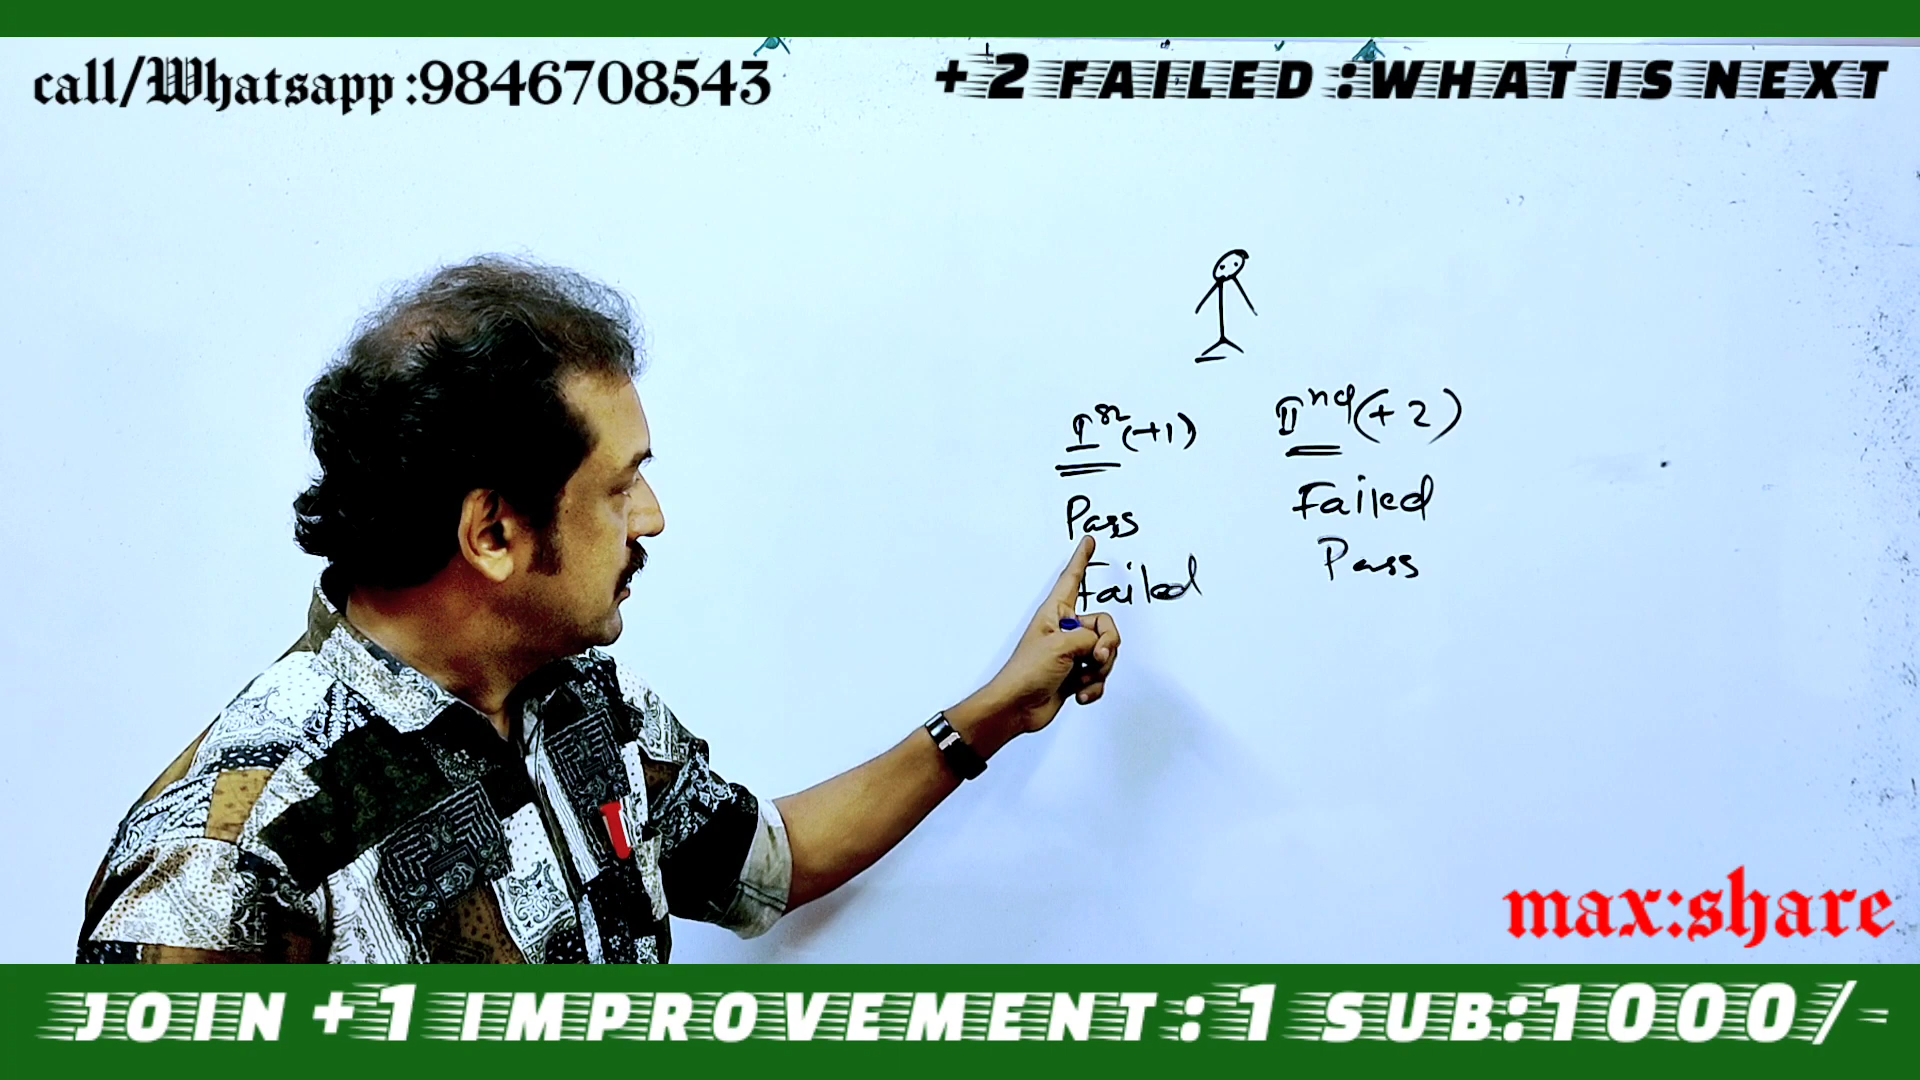 call/Whatsapp :9846708543
+2 FAILED :WHAT IS NEXT
(+1)
IInd (+2)
Pass
Failed
Failed
Pass
max:share
JOIN +1 IMPROVEMENT : 1 SUB:1000/-